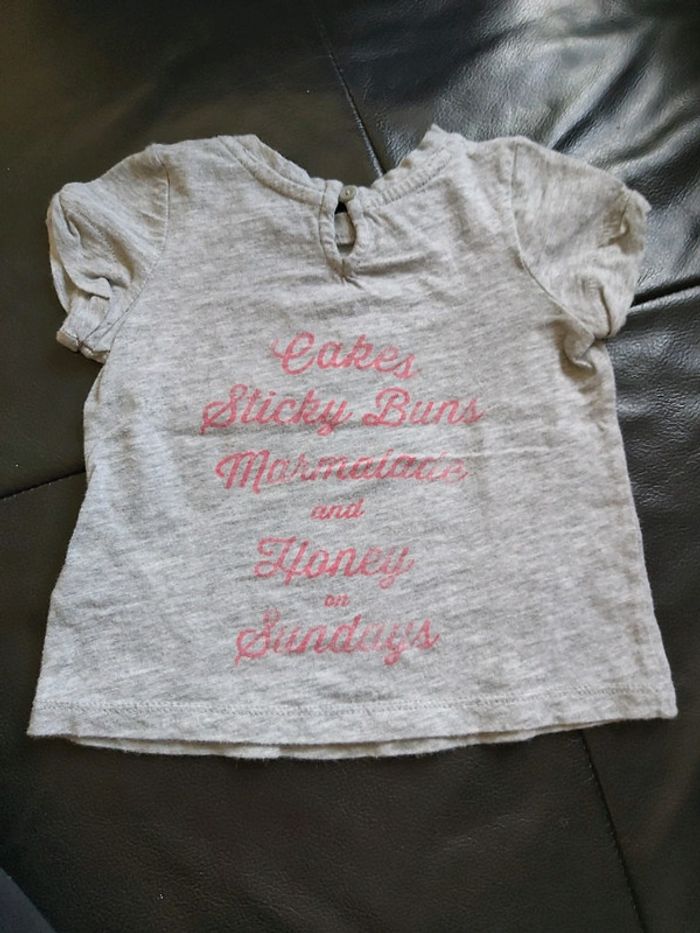 Cakes
Sticky Buns
Marmalade
and
Honey
on
Sundays